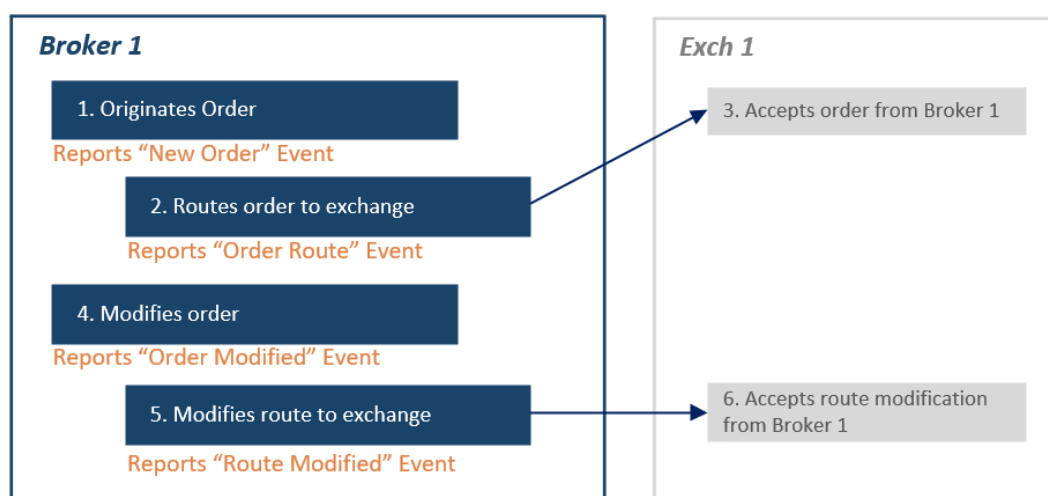 Broker 1
Exch 1
1. Originates Order
Reports “New Order” Event
3. Accepts order from Broker 1
2. Routes order to exchange
Reports “Order Route” Event
4. Modifies order
Reports “Order Modified” Event
5. Modifies route to exchange
Reports “Route Modified” Event
6. Accepts route modification
from Broker 1